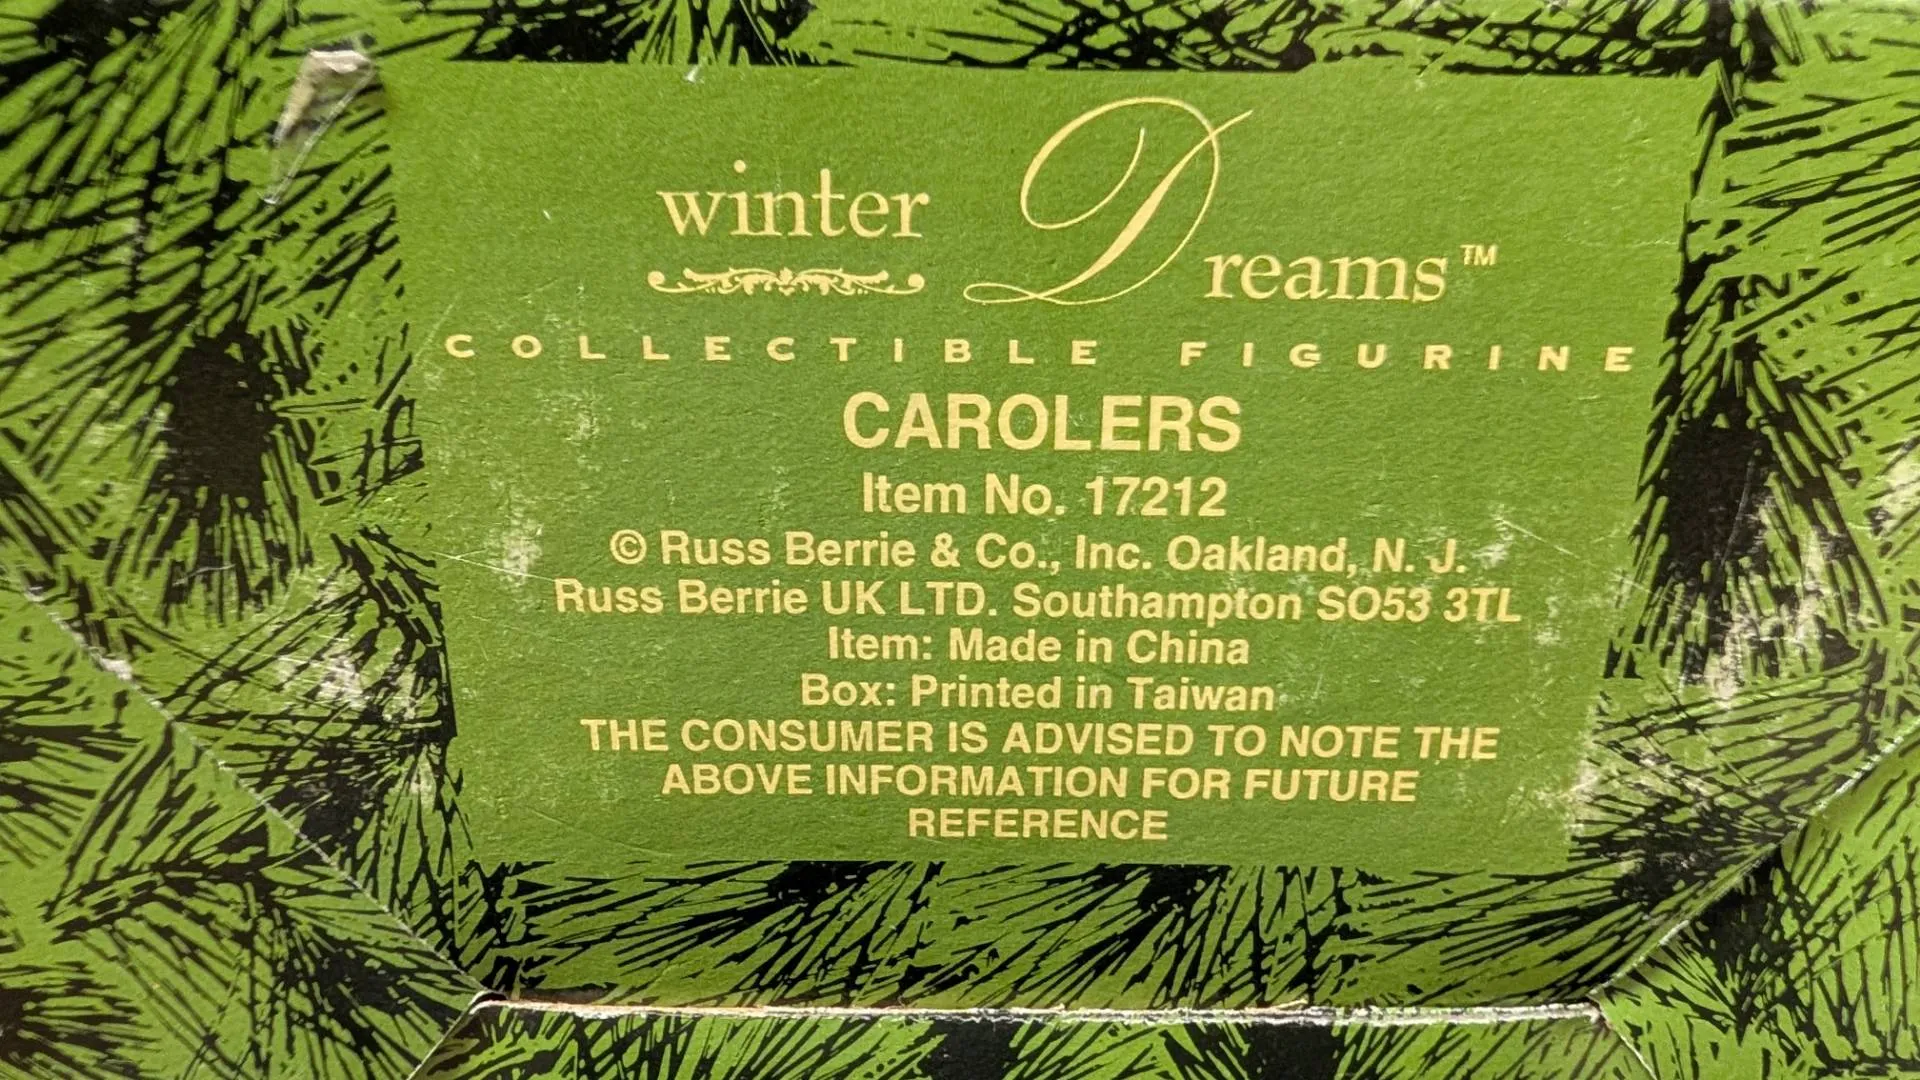 winter Dreams™
COLLECTIBLE FIGURINE
CAROLERS
Item No. 17212
© Russ Berrie & Co., Inc. Oakland, N. J.
Russ Berrie UK LTD. Southampton SO53 3TL
Item: Made in China
Box: Printed in Taiwan
THE CONSUMER IS ADVISED TO NOTE THE
ABOVE INFORMATION FOR FUTURE
REFERENCE